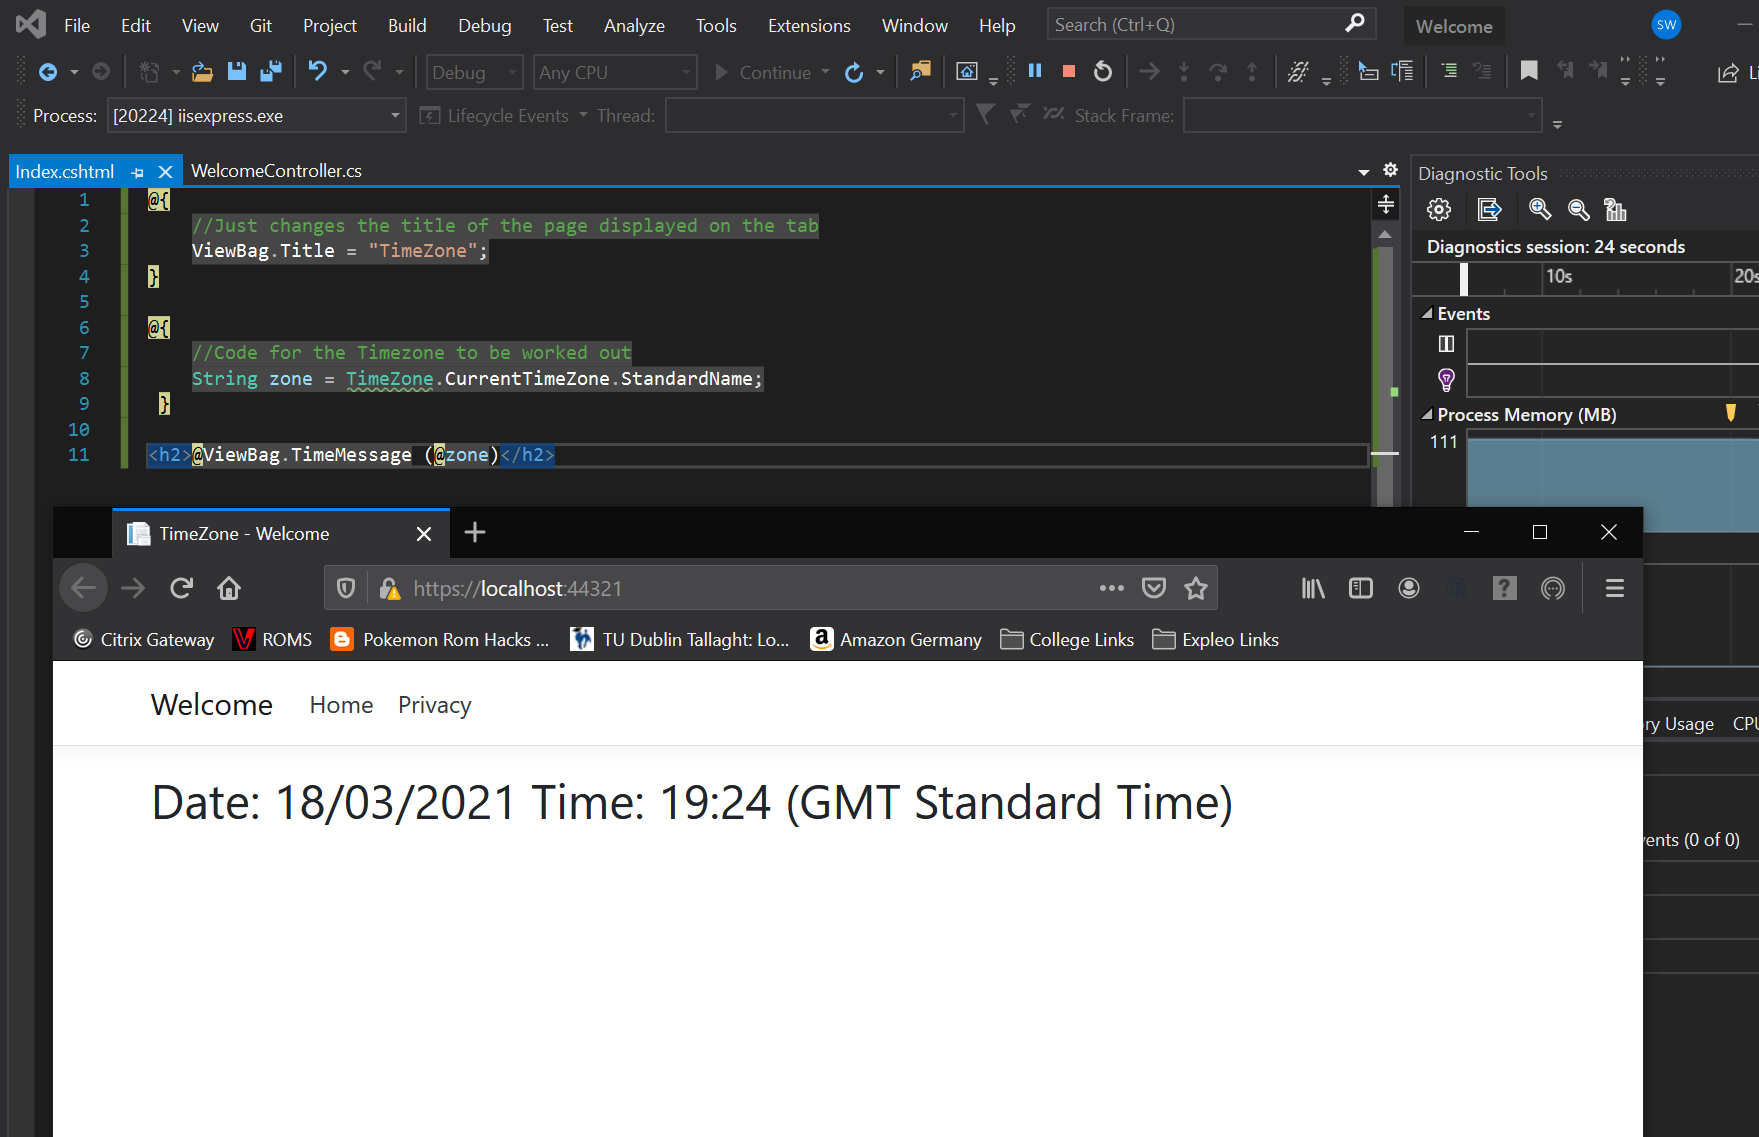 File Edit View Git Project Build Debug Test Analyze Tools Extensions Window Help Search (Ctrl+Q) Welcome SW
Debug Any CPU Continue
Process: [20224] iisexpress.exe Lifecycle Events Thread: Stack Frame:
Index.cshtml WelcomeController.cs
1 @{
2 //Just changes the title of the page displayed on the tab
3 ViewBag.Title = "TimeZone";
4 }
5
6 @{
7 //Code for the Timezone to be worked out
8 String zone = TimeZone.CurrentTimeZone.StandardName;
9 }
10
11 <h2>@ViewBag.TimeMessage (@zone)</h2>
Diagnostic Tools
Diagnostics session: 24 seconds
10s 20s
Events
Process Memory (MB)
111
TimeZone - Welcome
https://localhost:44321
Citrix Gateway ROMS Pokemon Rom Hacks ... TU Dublin Tallaght: Lo... Amazon Germany College Links Expleo Links
Welcome Home Privacy
Date: 18/03/2021 Time: 19:24 (GMT Standard Time)
ry Usage CPU
ents (0 of 0)